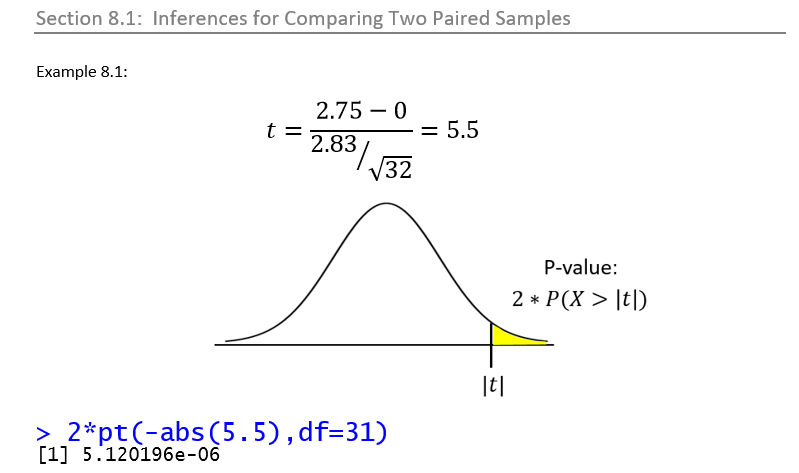 Section 8.1:  Inferences for Comparing Two Paired Samples
Example 8.1:
t = (2.75 − 0) / (2.83/√32) = 5.5
P-value:
2 * P(X > |t|)
|t|
> 2*pt(-abs(5.5),df=31)
[1] 5.120196e-06